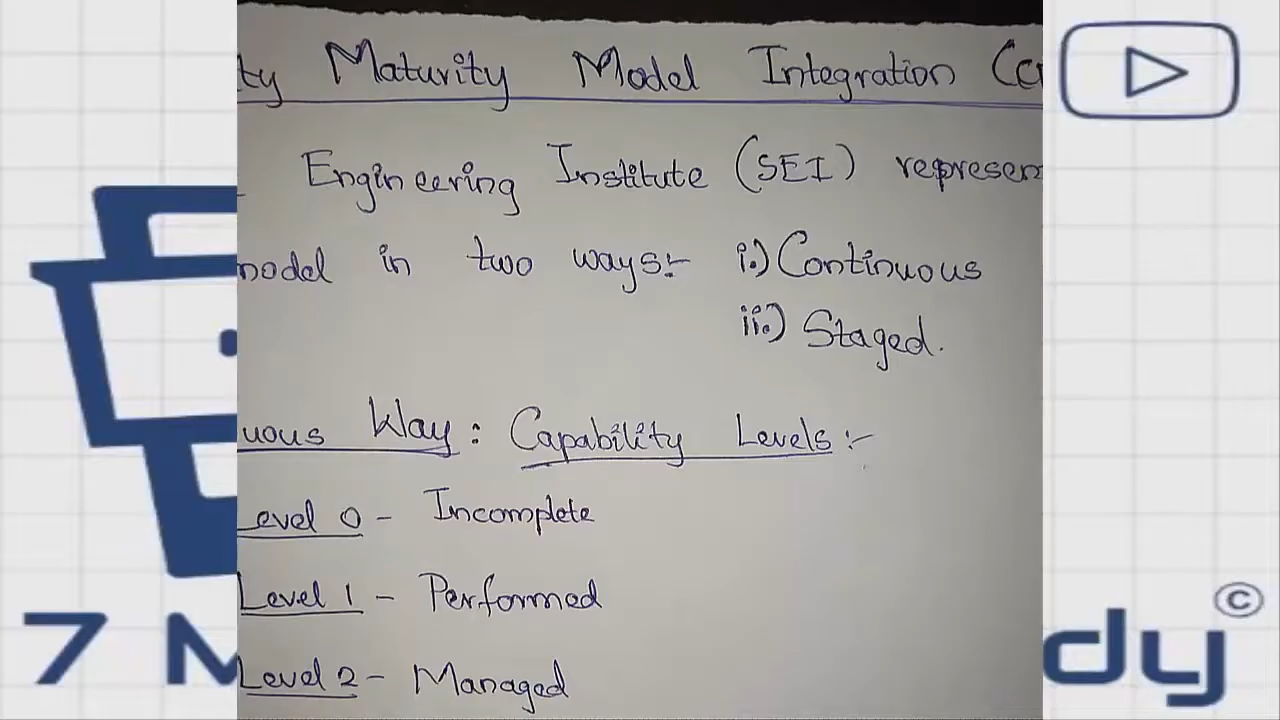 ty Maturity Model Integration (C
Engineering Institute (SEI) represen
model in two ways:- i.) Continuous
ii.) Staged.
uous Way : Capability Levels :-
Level 0 - Incomplete
Level 1 - Performed
Level 2 - Managed
7 M
dy ©